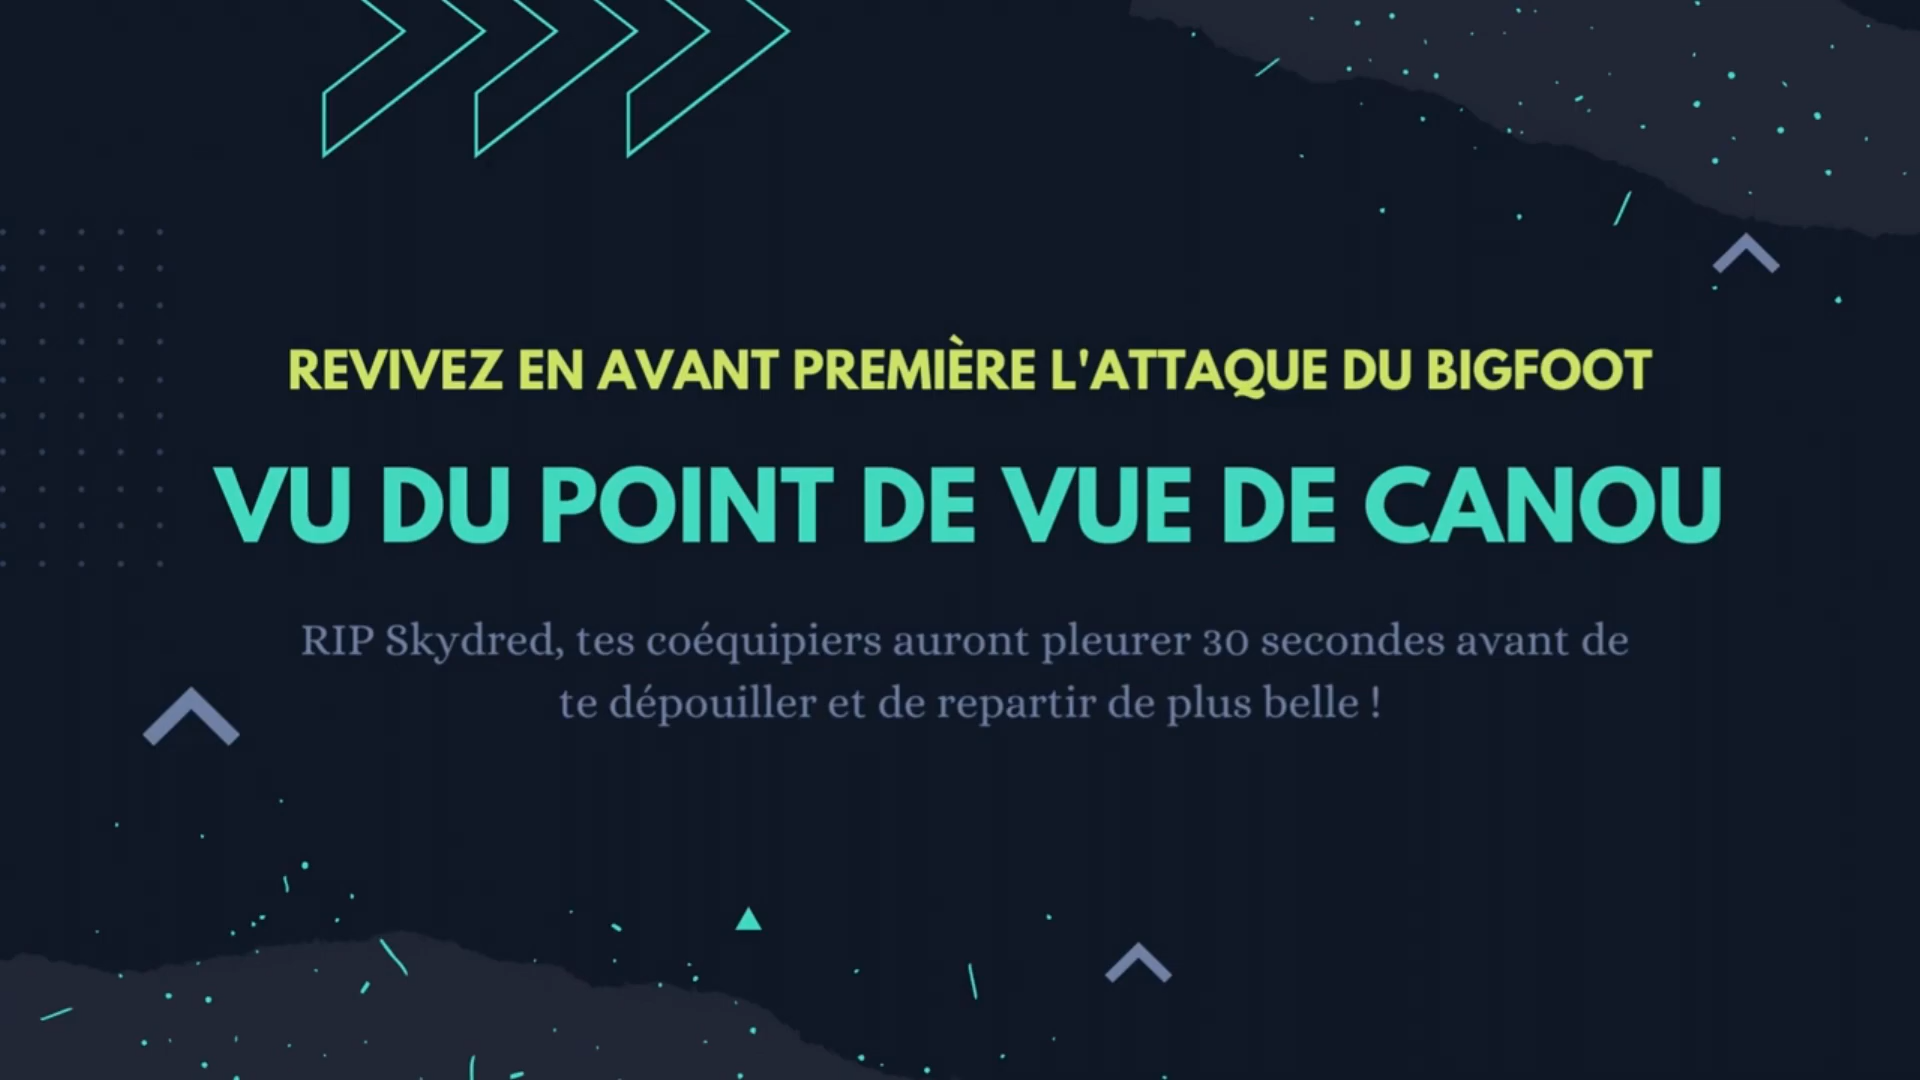 REVIVEZ EN AVANT PREMIÈRE L'ATTAQUE DU BIGFOOT
VU DU POINT DE VUE DE CANOU
RIP Skydred, tes coéquipiers auront pleurer 30 secondes avant de
te dépouiller et de repartir de plus belle !